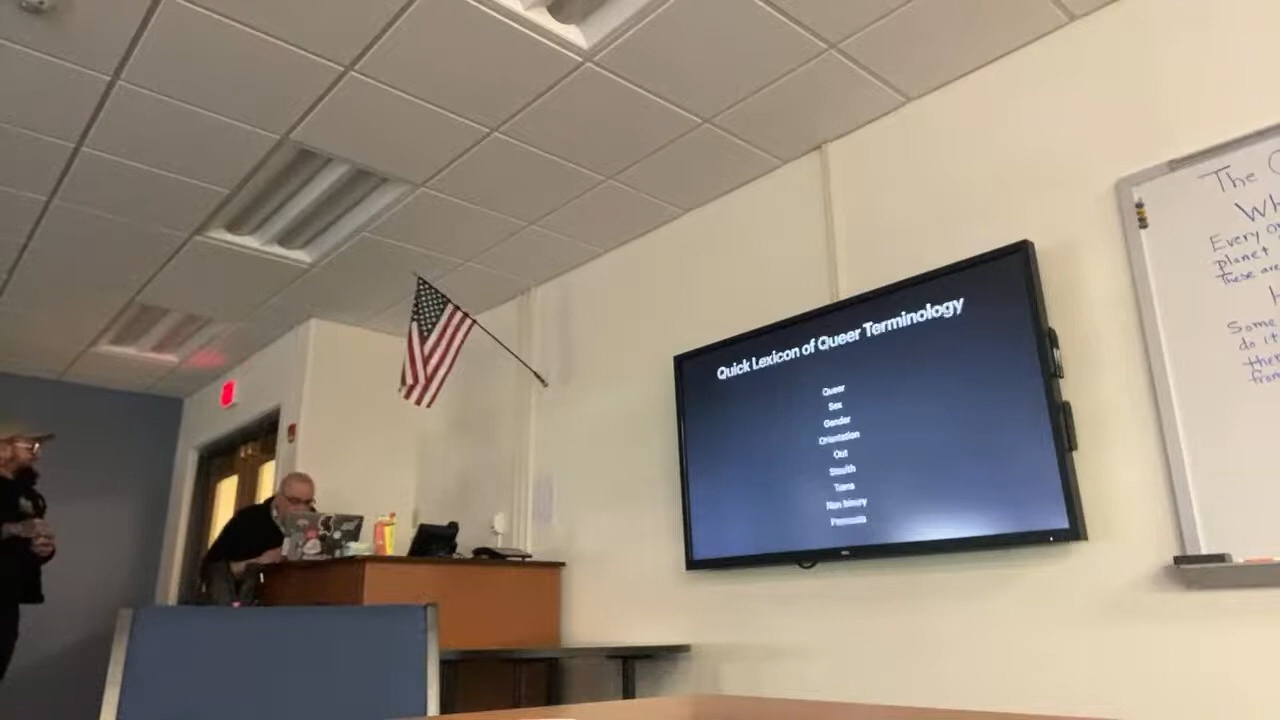 Quick Lexicon of Queer Terminology
Queer
Sex
Gender
Orientation
Out
Stealth
Trans
Non binary
Pronouns
The
Wh
Every
planet
These are
Some
do it
from